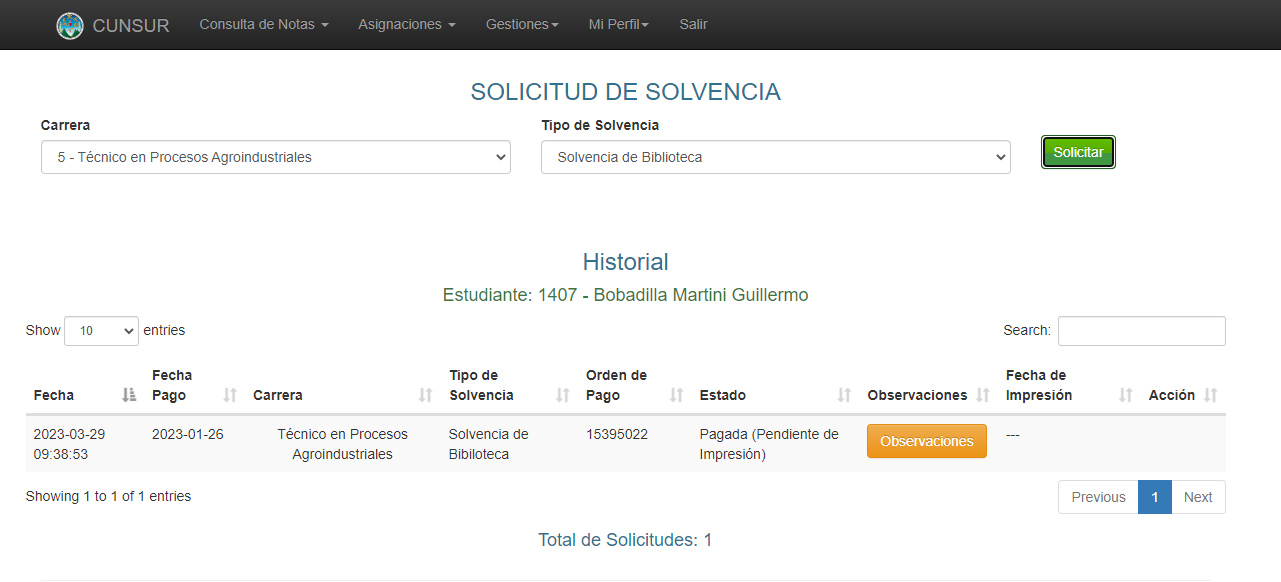 CUNSUR Consulta de Notas Asignaciones Gestiones Mi Perfil Salir
SOLICITUD DE SOLVENCIA
Carrera Tipo de Solvencia
5 - Técnico en Procesos Agroindustriales Solvencia de Biblioteca Solicitar
Historial
Estudiante: 1407 - Bobadilla Martini Guillermo
Show 10 entries Search:
Fecha Fecha Pago Carrera Tipo de Solvencia Orden de Pago Estado Observaciones Fecha de Impresión Acción
2023-03-29 2023-01-26 Técnico en Procesos Solvencia de 15395022 Pagada (Pendiente de Observaciones ---
09:38:53 Agroindustriales Bibiloteca Impresión)
Showing 1 to 1 of 1 entries Previous 1 Next
Total de Solicitudes: 1